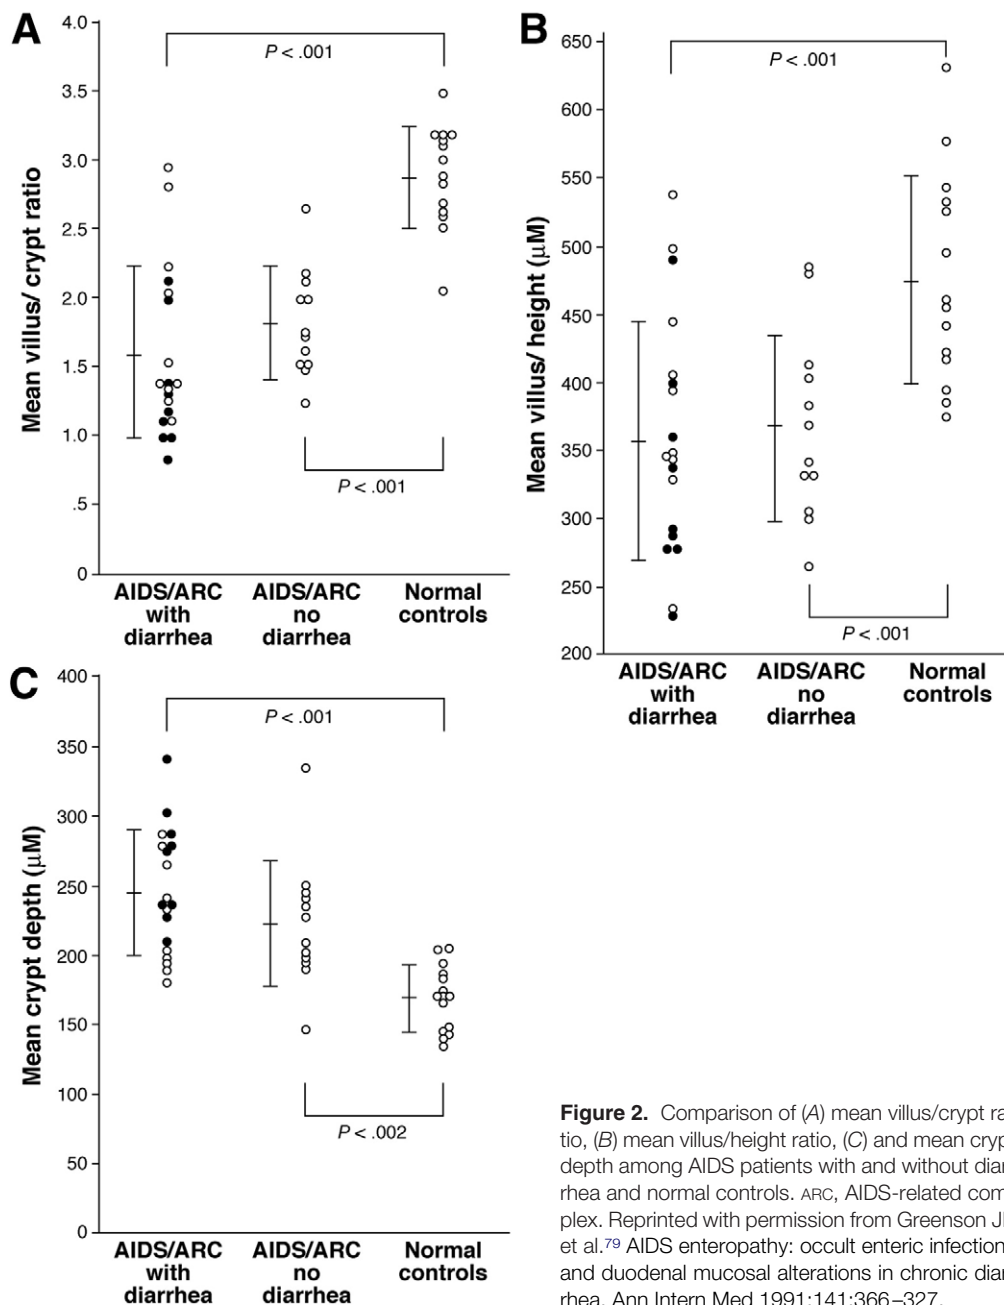 A
4.0
3.5
3.0
2.5
2.0
1.5
1.0
.5
0
Mean villus/ crypt ratio
P < .001
P < .001
AIDS/ARC
with
diarrhea
AIDS/ARC
no
diarrhea
Normal
controls
B
650
600
550
500
450
400
350
300
250
200
Mean villus/ height (μM)
P < .001
P < .001
AIDS/ARC
with
diarrhea
AIDS/ARC
no
diarrhea
Normal
controls
C
400
350
300
250
200
150
100
50
0
Mean crypt depth (μM)
P < .001
P < .002
AIDS/ARC
with
diarrhea
AIDS/ARC
no
diarrhea
Normal
controls
Figure 2. Comparison of (A) mean villus/crypt ra
tio, (B) mean villus/height ratio, (C) and mean cryp
depth among AIDS patients with and without diar
rhea and normal controls. ARC, AIDS-related com
plex. Reprinted with permission from Greenson JI
et al.79 AIDS enteropathy: occult enteric infection
and duodenal mucosal alterations in chronic diar
rhea. Ann Intern Med 1991;141:366–327.